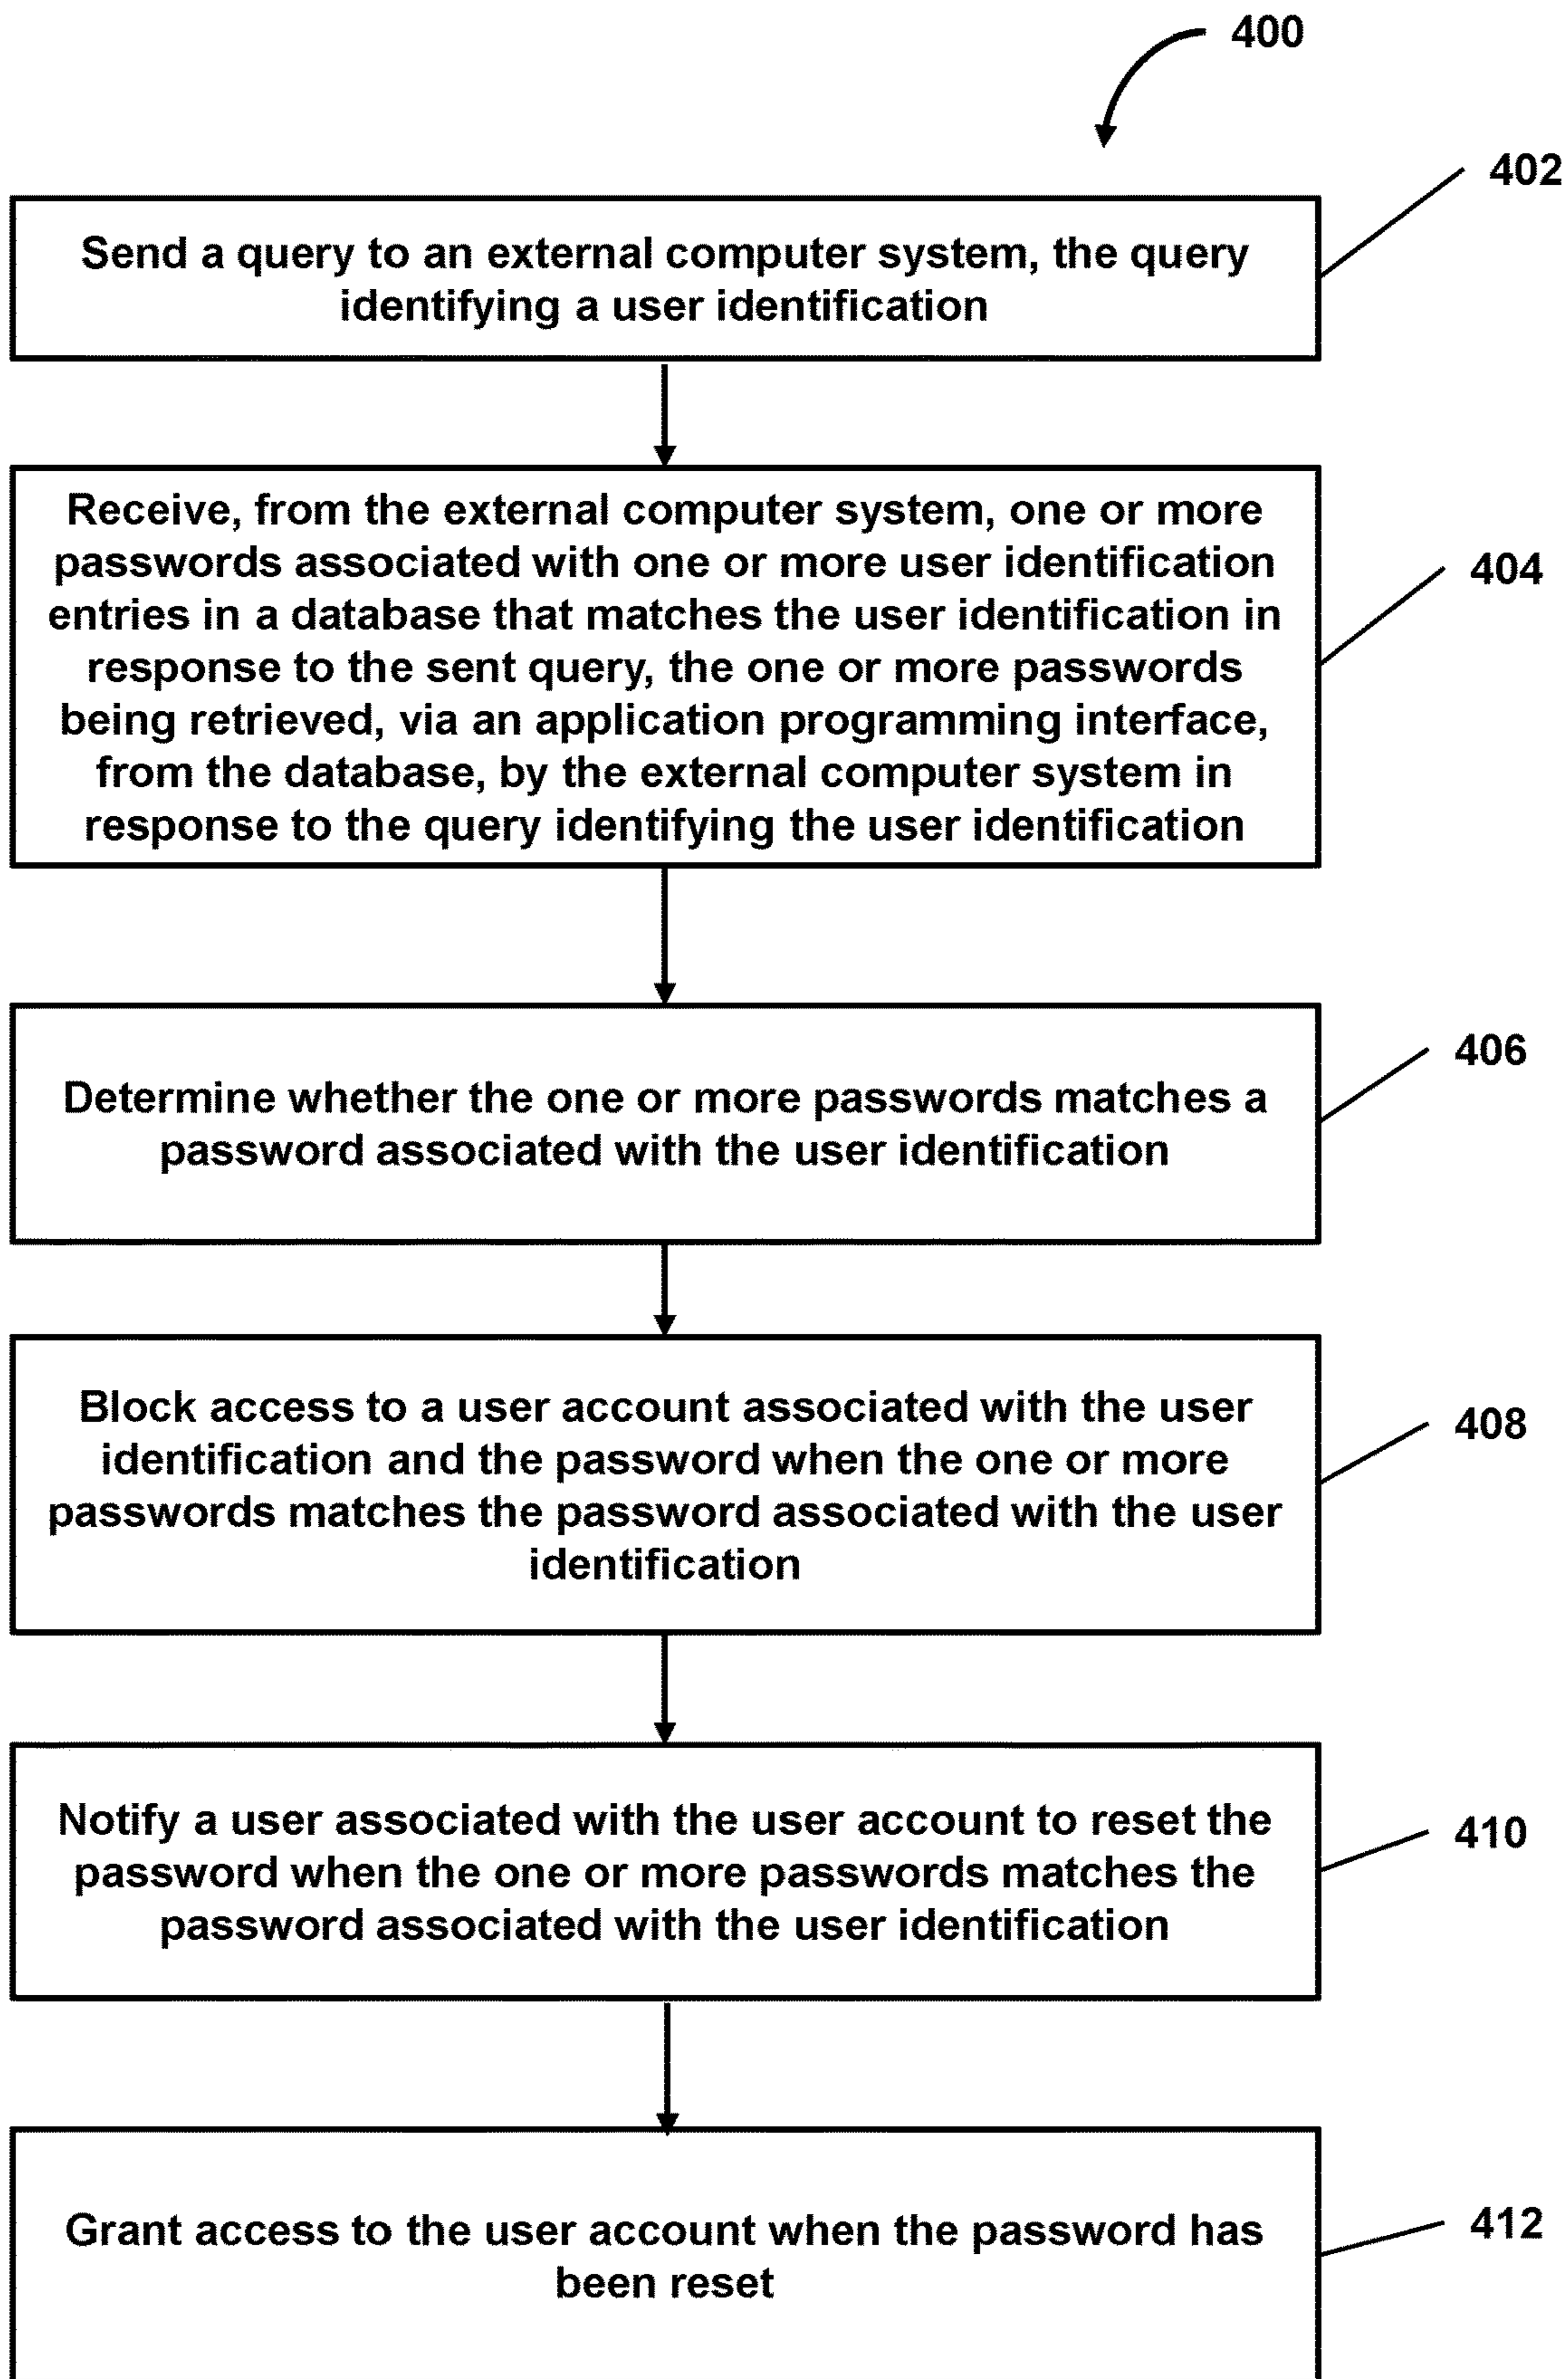 400
402
Send a query to an external computer system, the query
identifying a user identification
Receive, from the external computer system, one or more
passwords associated with one or more user identification
entries in a database that matches the user identification in
response to the sent query, the one or more passwords
being retrieved, via an application programming interface,
from the database, by the external computer system in
response to the query identifying the user identification
404
Determine whether the one or more passwords matches a
password associated with the user identification
406
Block access to a user account associated with the user
identification and the password when the one or more
passwords matches the password associated with the user
identification
408
Notify a user associated with the user account to reset the
password when the one or more passwords matches the
password associated with the user identification
410
Grant access to the user account when the password has
been reset
412